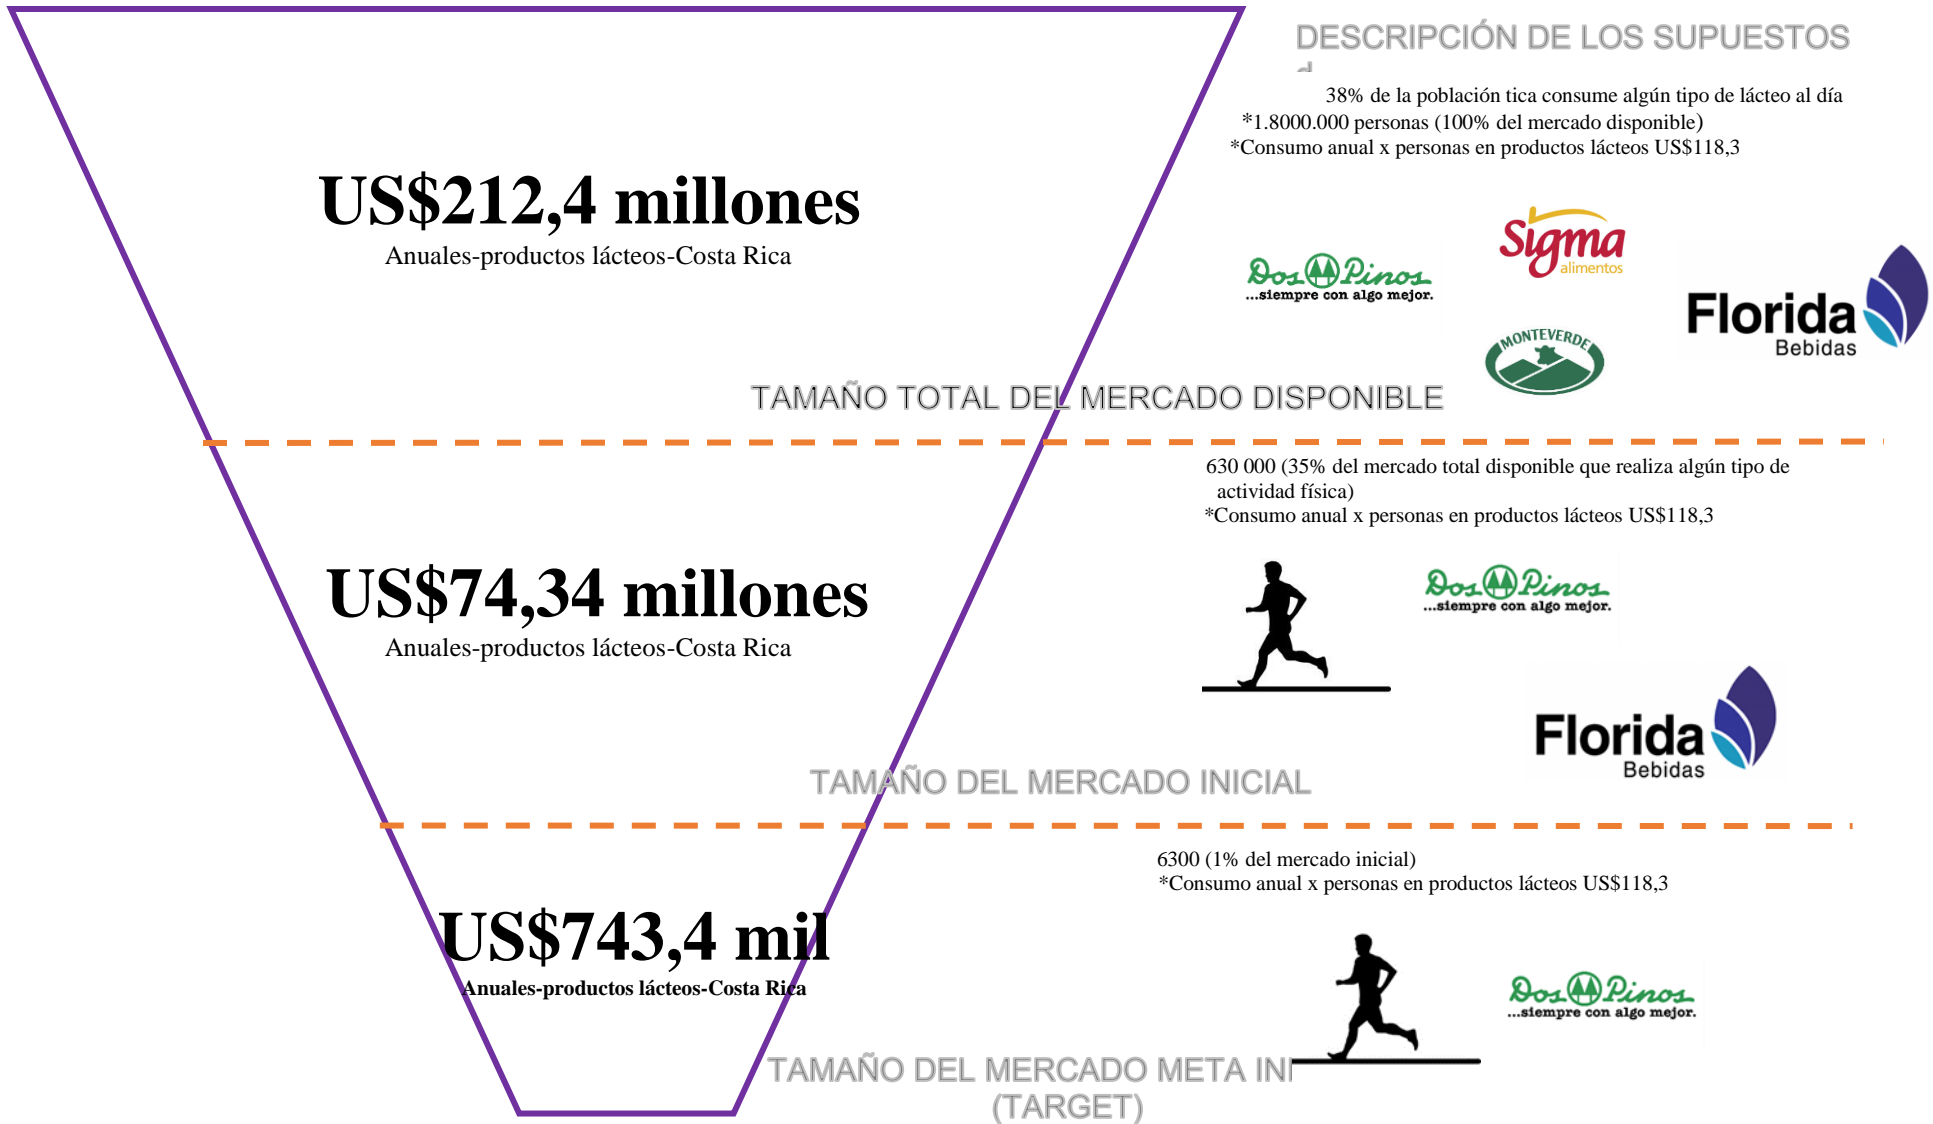 DESCRIPCIÓN DE LOS SUPUESTOS
38% de la población tica consume algún tipo de lácteo al día
*1.8000.000 personas (100% del mercado disponible)
*Consumo anual x personas en productos lácteos US$118,3
US$212,4 millones
Anuales-productos lácteos-Costa Rica
Sigma
alimentos
Dos Pinos
...siempre con algo mejor.
Florida
Bebidas
MONTEVERDE
TAMAÑO TOTAL DEL MERCADO DISPONIBLE
630 000 (35% del mercado total disponible que realiza algún tipo de
actividad física)
*Consumo anual x personas en productos lácteos US$118,3
US$74,34 millones
Anuales-productos lácteos-Costa Rica
Dos Pinos
...siempre con algo mejor.
Florida
Bebidas
TAMAÑO DEL MERCADO INICIAL
6300 (1% del mercado inicial)
*Consumo anual x personas en productos lácteos US$118,3
US$743,4 mil
Anuales-productos lácteos-Costa Rica
Dos Pinos
...siempre con algo mejor.
TAMAÑO DEL MERCADO META INI
(TARGET)